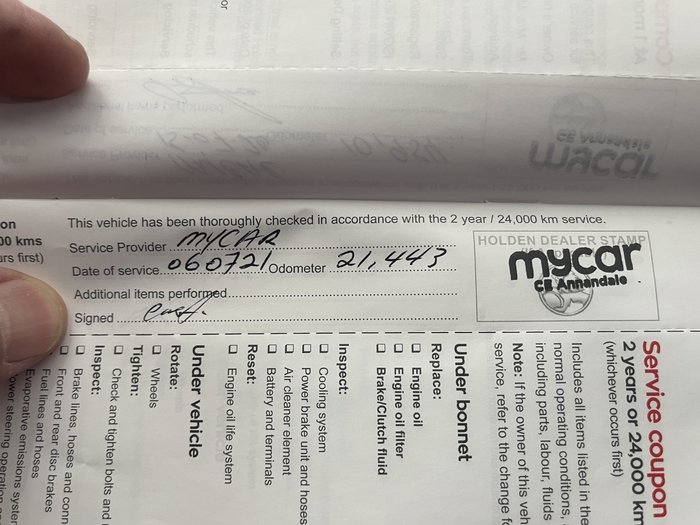 This vehicle has been thoroughly checked in accordance with the 2 year / 24,000 km service.
Service Provider MYCAR
Date of service 060721 Odometer 21,443
Additional items performed
Signed
HOLDEN DEALER STAMP
mycar
CE Annandale
on
00 kms
urs first)
Service coupon
2 years or 24,000 km
(whichever occurs first)
Includes all items listed in the
normal operating conditions,
including parts, labour, fluids
Note: If the owner of this veh
service, refer to the change
Under bonnet
Replace:
Engine oil
Engine oil filter
Brake/Clutch fluid
Inspect:
Cooling system
Power brake unit and hoses
Air cleaner element
Battery and terminals
Reset:
Engine oil life system
Under vehicle
Rotate:
Wheels
Tighten:
Check and tighten bolts and
Inspect:
Brake lines, hoses and conn
Front and rear disc brakes
Fuel lines and hoses
Evaporative emissions system
ower steering operation